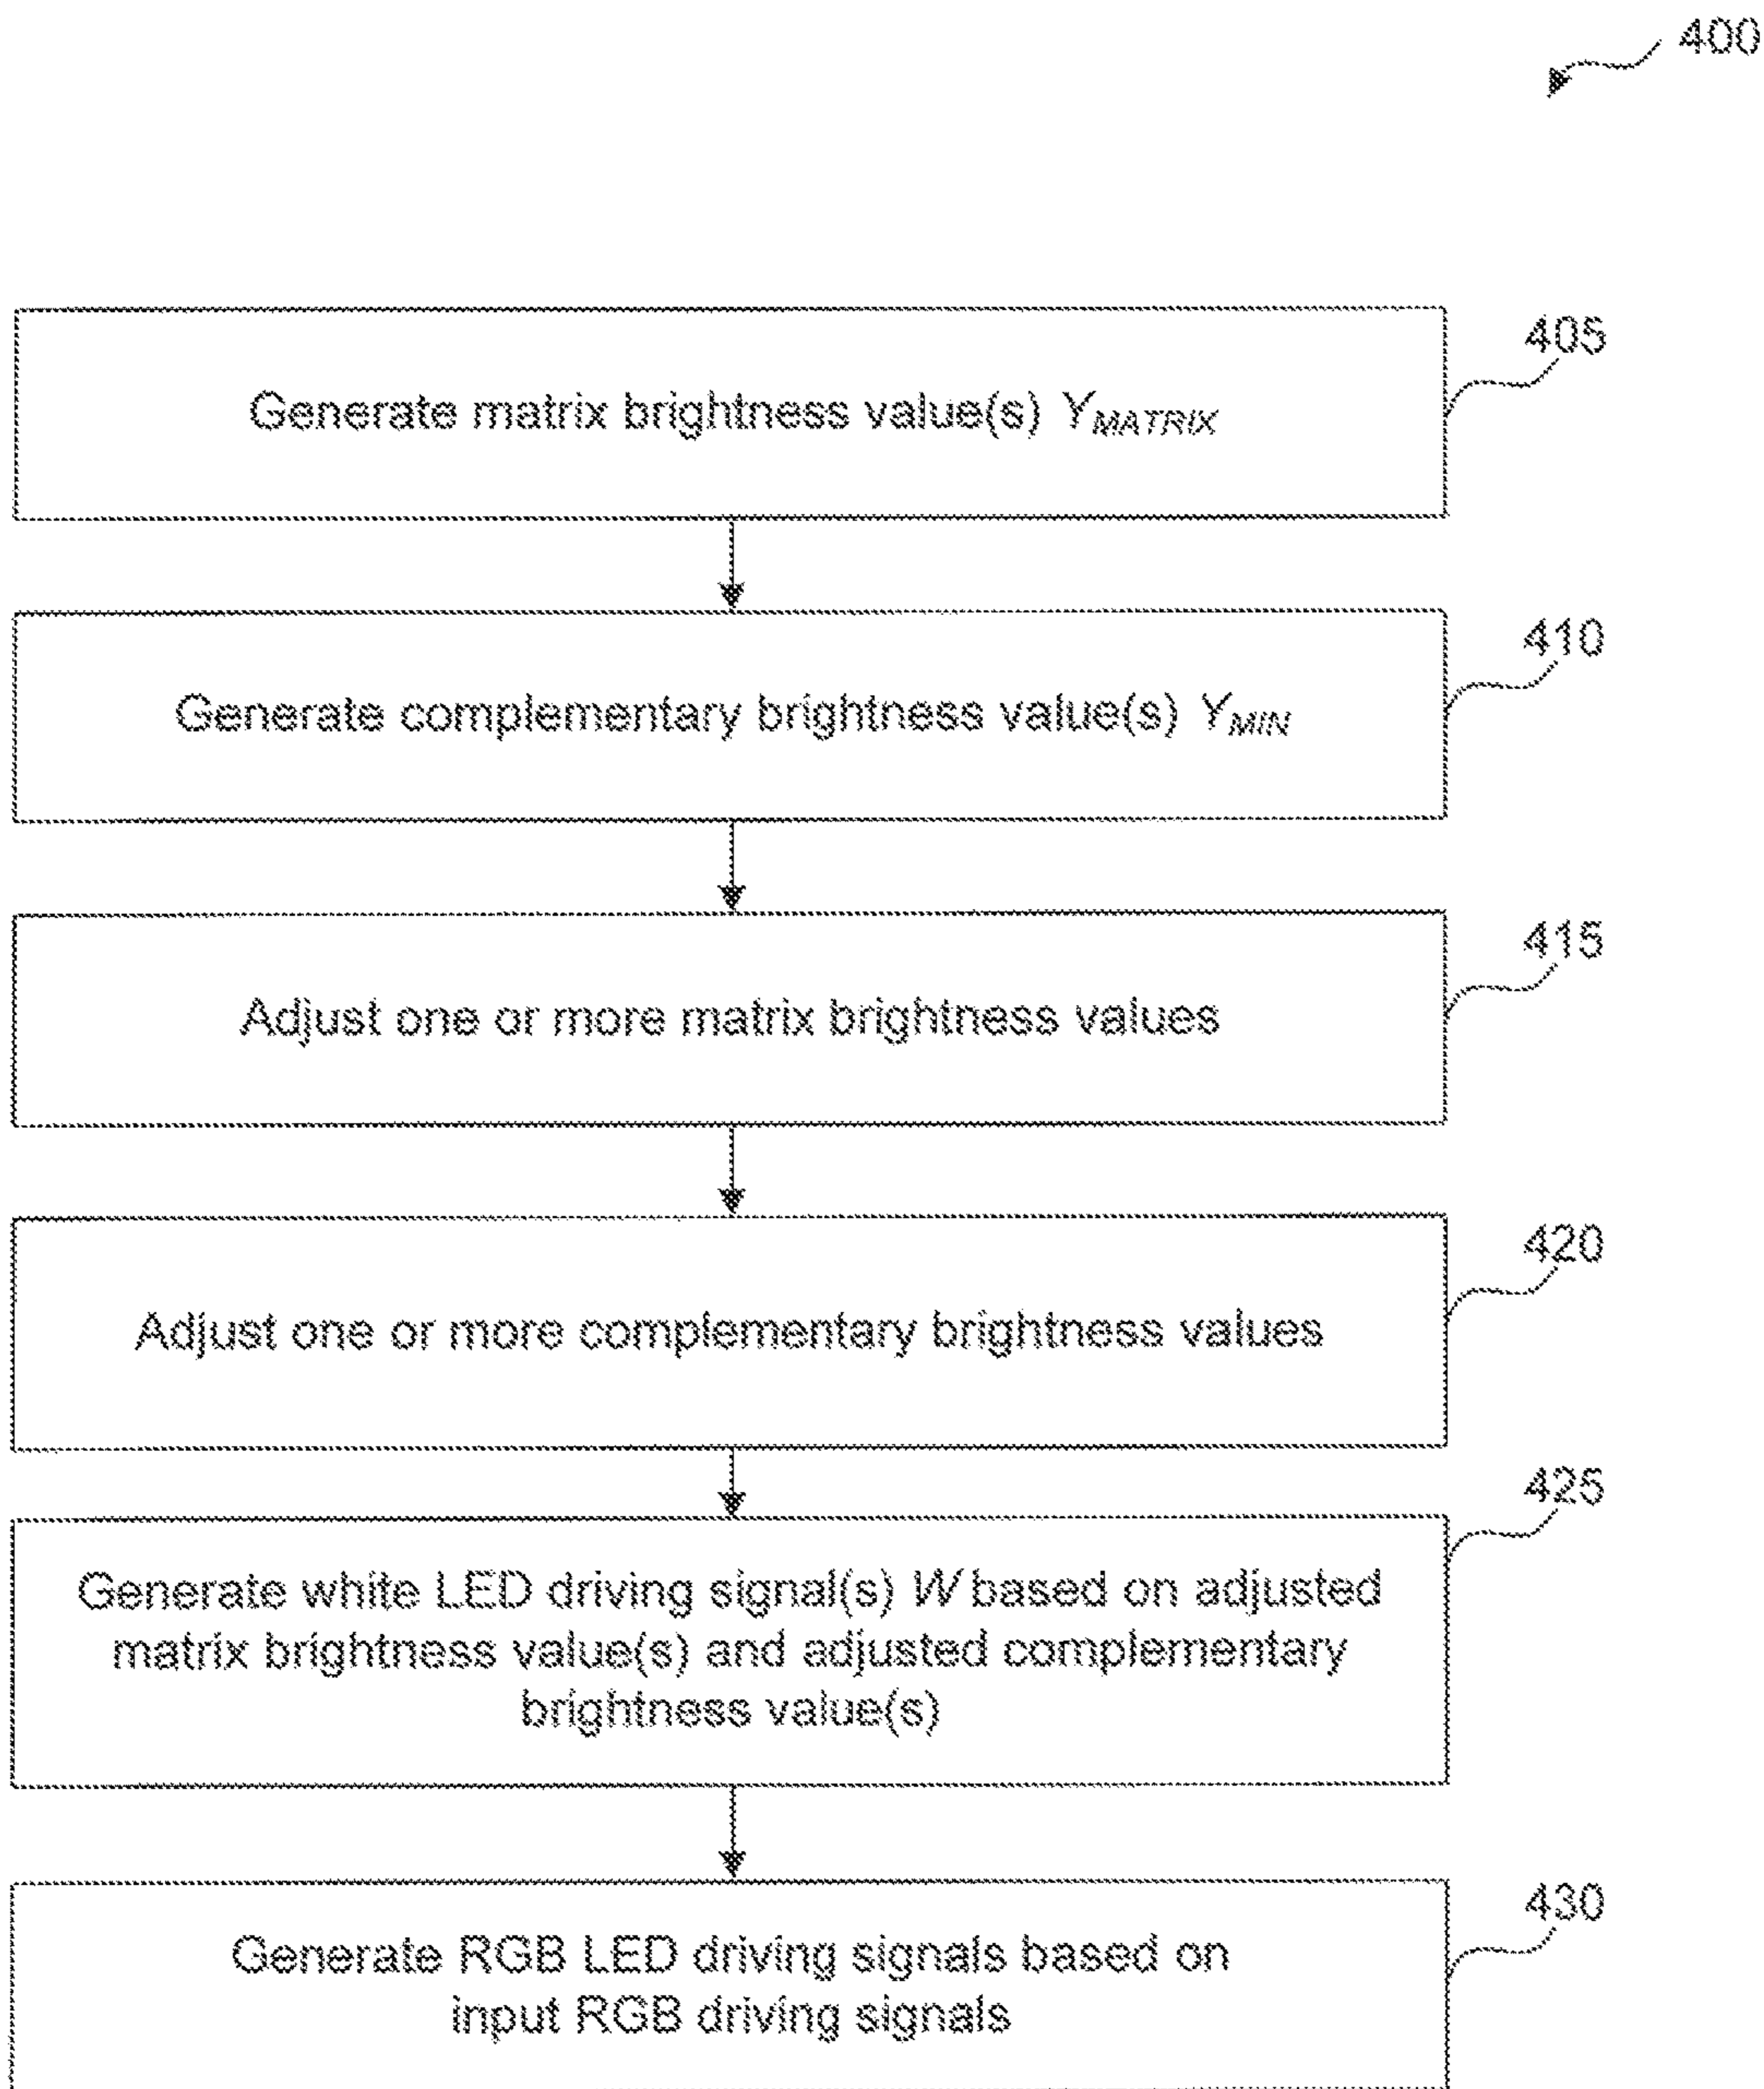 400
405
Generate matrix brightness value(s) Y_MATRIX
410
Generate complementary brightness value(s) Y_MIN
415
Adjust one or more matrix brightness values
420
Adjust one or more complementary brightness values
425
Generate white LED driving signal(s) W based on adjusted
matrix brightness value(s) and adjusted complementary
brightness value(s)
430
Generate RGB LED driving signals based on
input RGB driving signals